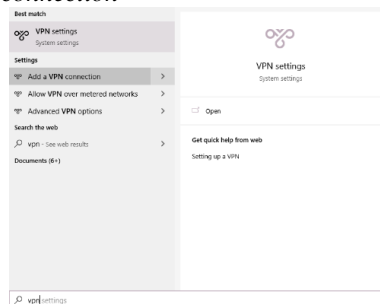 connection
Best match
VPN settings
System settings
Settings
Add a VPN connection
Allow VPN over metered networks
Advanced VPN options
Search the web
vpn - See web results
Documents (6+)
VPN settings
System settings
Open
Get quick help from web
Setting up a VPN
vpn settings